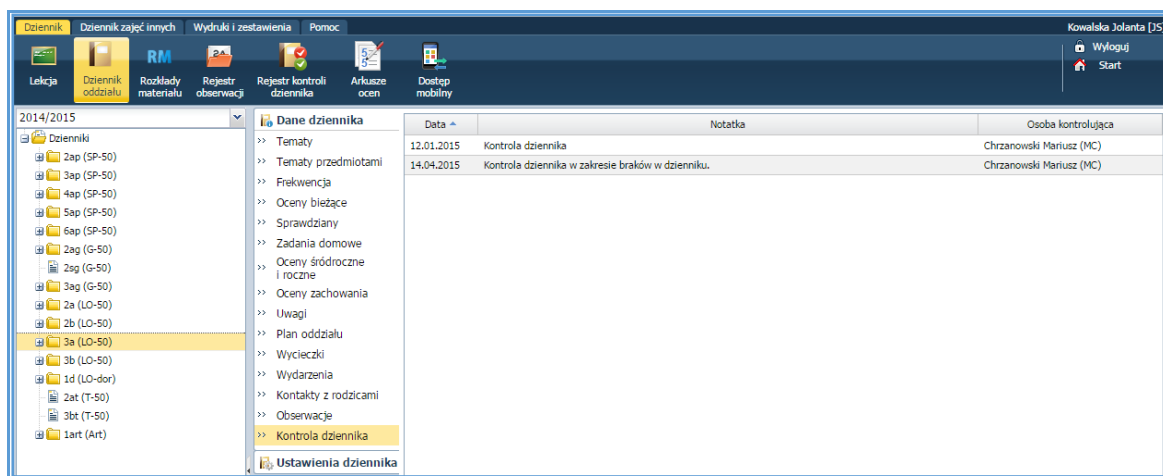 Dziennik Dziennik zajęć innych Wydruki i zestawienia Pomoc Kowalska Jolanta [JS
Wyloguj
Start
Lekcja
Dziennik oddziału
RM
Rozkłady materiału
2A
Rejestr obserwacji
Rejestr kontroli dziennika
Arkusze ocen
Dostęp mobilny
2014/2015
Dzienniki
2ap (SP-50)
3ap (SP-50)
4ap (SP-50)
5ap (SP-50)
6ap (SP-50)
2ag (G-50)
2sg (G-50)
3ag (G-50)
2a (LO-50)
2b (LO-50)
3a (LO-50)
3b (LO-50)
1d (LO-dor)
2at (T-50)
3bt (T-50)
1art (Art)
Dane dziennika
Tematy
Tematy przedmiotami
Frekwencja
Oceny bieżące
Sprawdziany
Zadania domowe
Oceny śródroczne
i roczne
Oceny zachowania
Uwagi
Plan oddziału
Wycieczki
Wydarzenia
Kontakty z rodzicami
Obserwacje
Kontrola dziennika
Ustawienia dziennika
Data Notatka Osoba kontrolująca
12.01.2015 Kontrola dziennika Chrzanowski Mariusz (MC)
14.04.2015 Kontrola dziennika w zakresie braków w dzienniku. Chrzanowski Mariusz (MC)